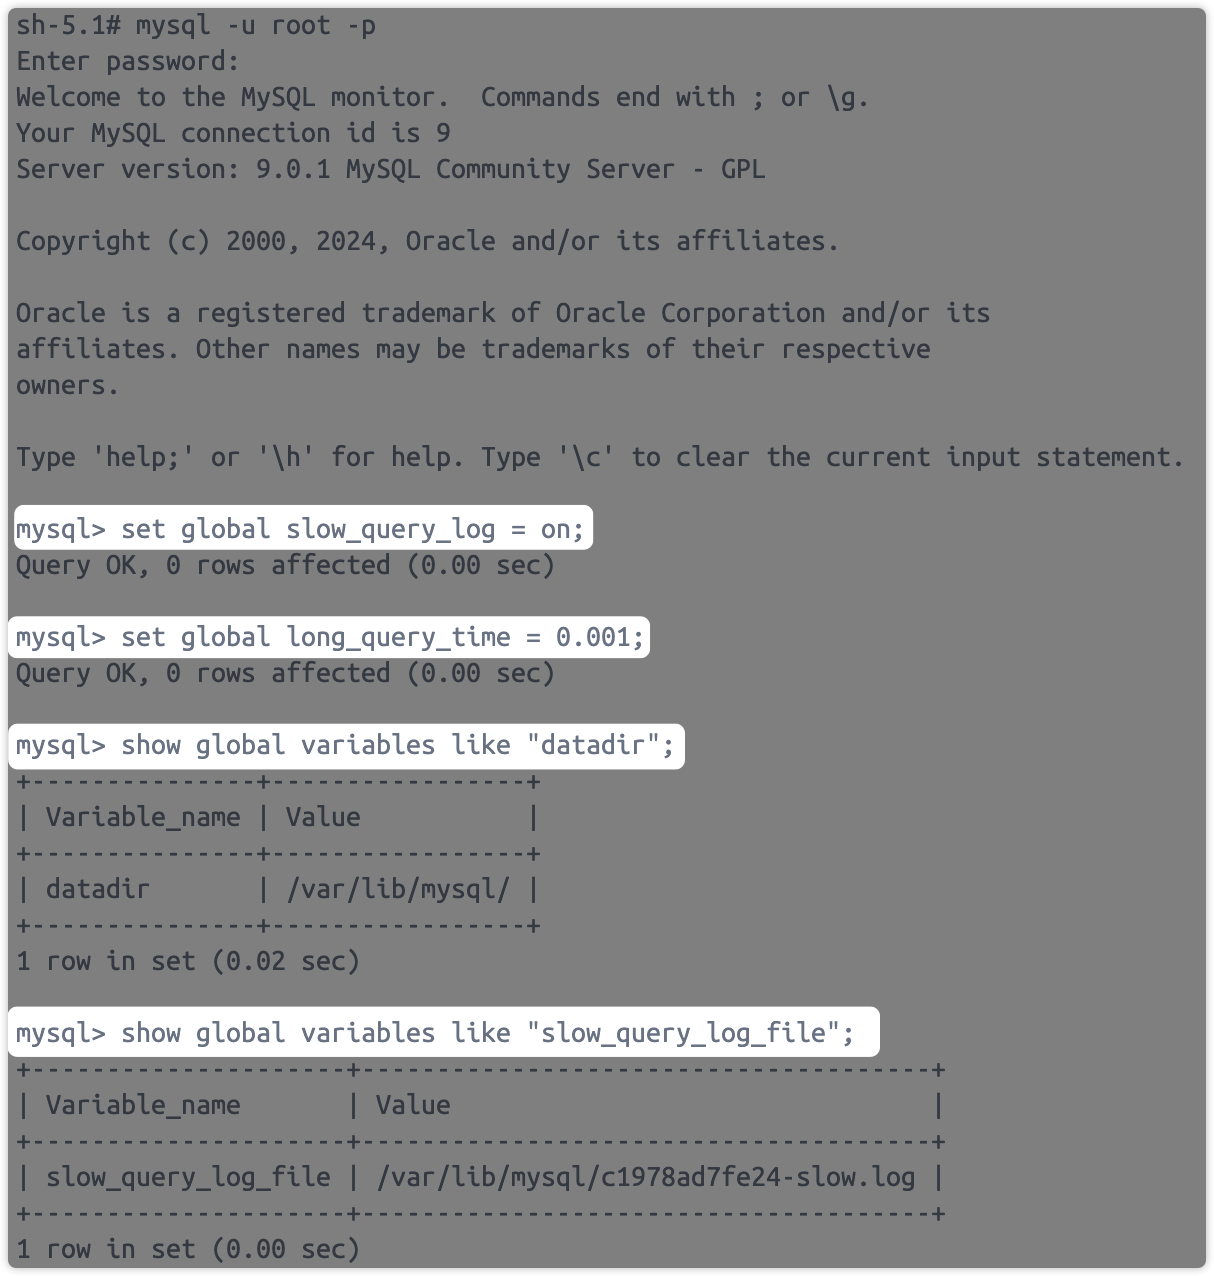 sh-5.1# mysql -u root -p
Enter password:
Welcome to the MySQL monitor.  Commands end with ; or \g.
Your MySQL connection id is 9
Server version: 9.0.1 MySQL Community Server - GPL

Copyright (c) 2000, 2024, Oracle and/or its affiliates.

Oracle is a registered trademark of Oracle Corporation and/or its
affiliates. Other names may be trademarks of their respective
owners.

Type 'help;' or '\h' for help. Type '\c' to clear the current input statement.

mysql> set global slow_query_log = on;
Query OK, 0 rows affected (0.00 sec)

mysql> set global long_query_time = 0.001;
Query OK, 0 rows affected (0.00 sec)

mysql> show global variables like "datadir";
+---------------+-----------------+
| Variable_name | Value           |
+---------------+-----------------+
| datadir       | /var/lib/mysql/ |
+---------------+-----------------+
1 row in set (0.02 sec)

mysql> show global variables like "slow_query_log_file";
+---------------------+--------------------------------------+
| Variable_name       | Value                                |
+---------------------+--------------------------------------+
| slow_query_log_file | /var/lib/mysql/c1978ad7fe24-slow.log |
+---------------------+--------------------------------------+
1 row in set (0.00 sec)